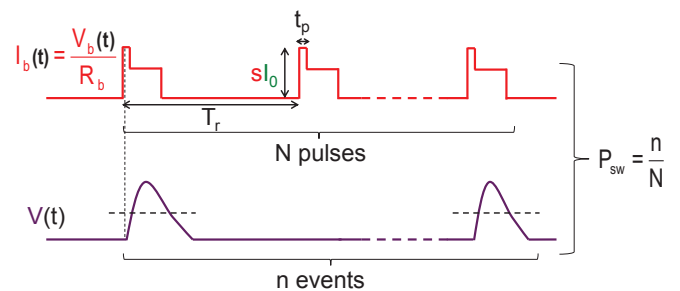 t_p
I_b(t) = V_b(t) / R_b
sI_0
T_r
N pulses
P_sw = n / N
V(t)
n events